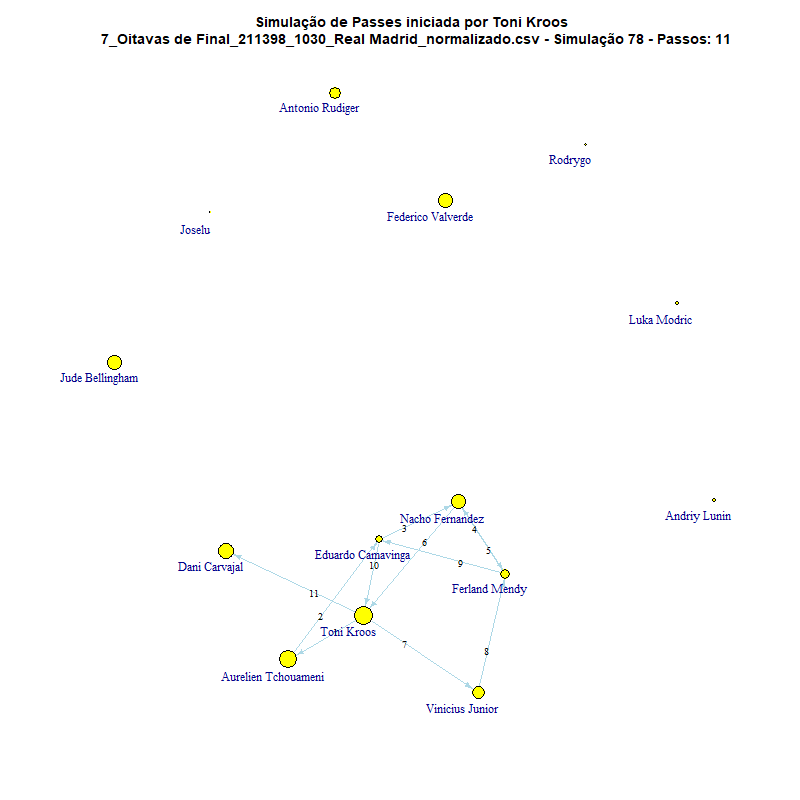 Simulação de Passes iniciada por Toni Kroos
7_Oitavas de Final_211398_1030_Real Madrid_normalizado.csv - Simulação 78 - Passos: 11
Antonio Rudiger
Rodrygo
Federico Valverde
Joselu
Luka Modric
Jude Bellingham
Nacho Fernandez
Andriy Lunin
3
4
6
Eduardo Camavinga
5
10
9
Dani Carvajal
Ferland Mendy
11
2
Toni Kroos
7
8
Aurelien Tchouameni
Vinicius Junior